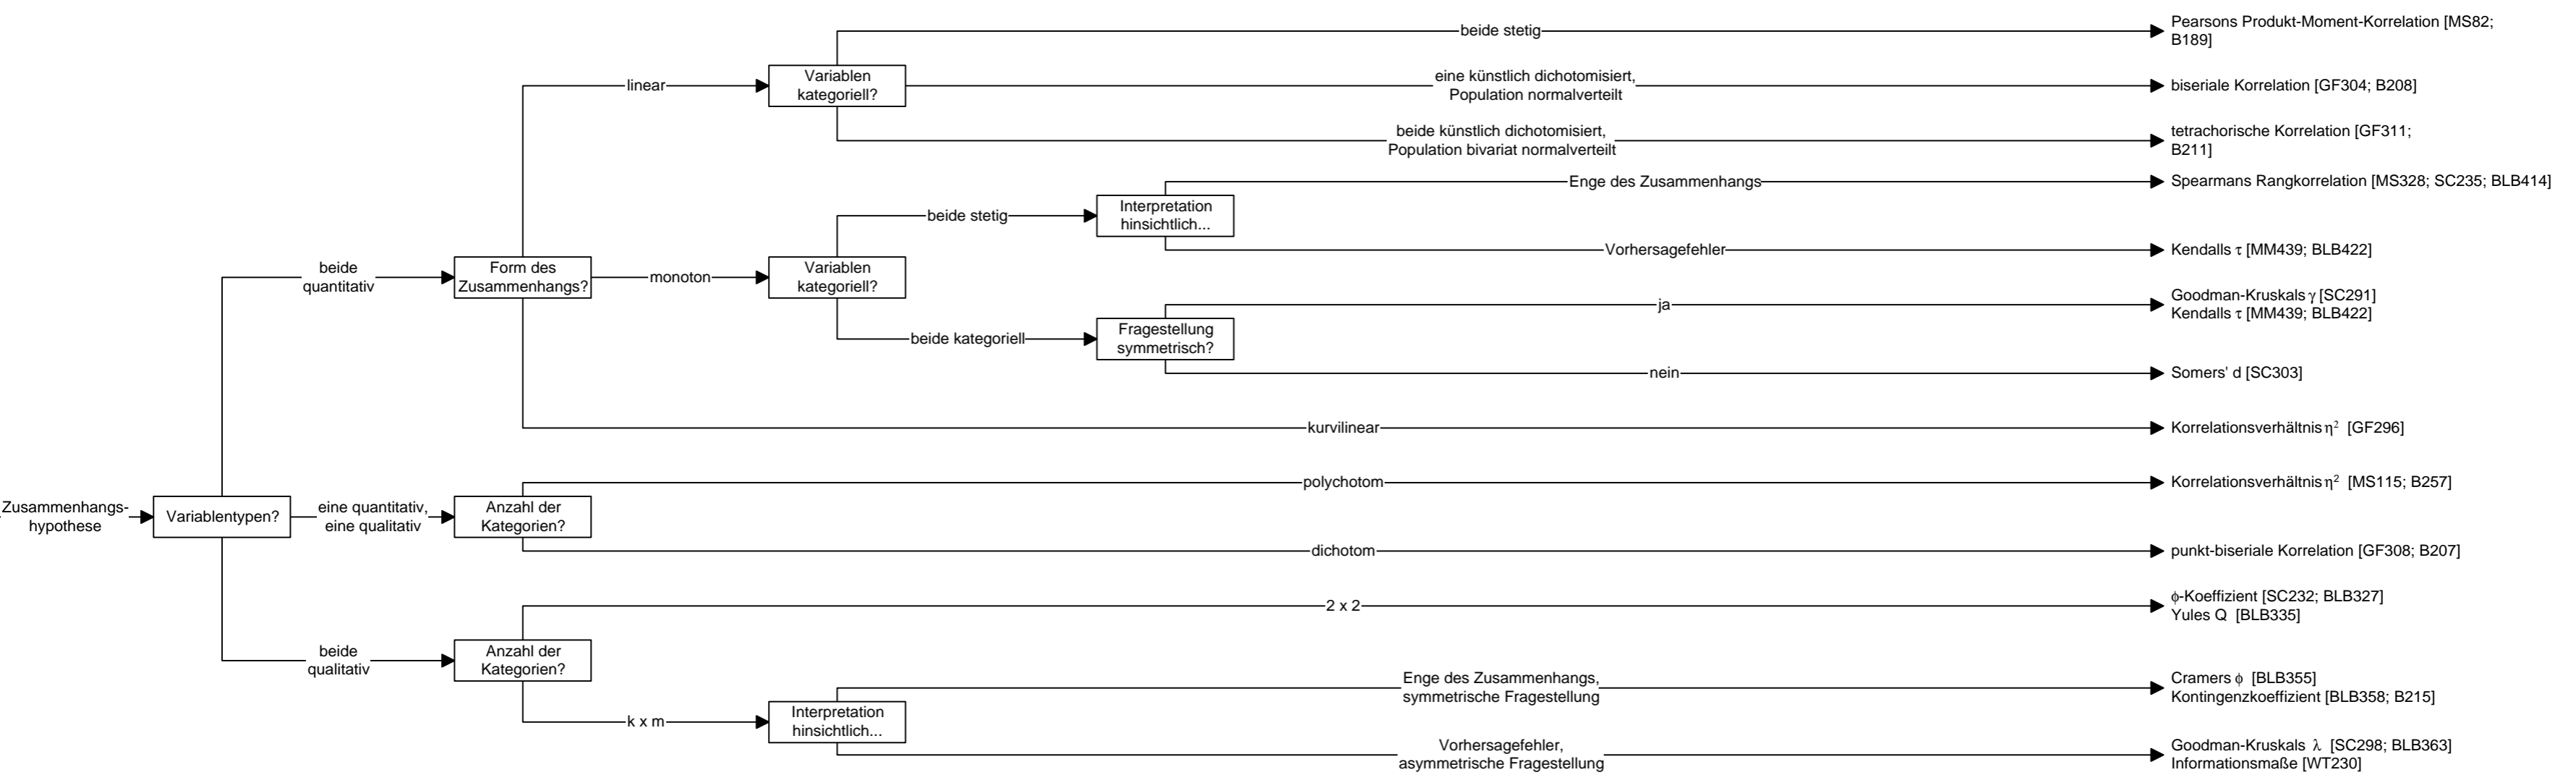 Pearsons Produkt-Moment-Korrelation [MS82;
B189]
beide stetig
Variablen
kategoriell?
linear
eine künstlich dichotomisiert,
Population normalverteilt
biseriale Korrelation [GF304; B208]
beide künstlich dichotomisiert,
Population bivariat normalverteilt
tetrachorische Korrelation [GF311;
B211]
Enge des Zusammenhangs
Spearmans Rangkorrelation [MS328; SC235; BLB414]
Interpretation
hinsichtlich...
beide stetig
Vorhersagefehler
Kendalls τ [MM439; BLB422]
beide
quantitativ
Form des
Zusammenhangs?
monoton
Variablen
kategoriell?
ja
Goodman-Kruskals γ [SC291]
Kendalls τ [MM439; BLB422]
beide kategoriell
Fragestellung
symmetrisch?
nein
Somers' d [SC303]
kurvilinear
Korrelationsverhältnis η² [GF296]
polychotom
Korrelationsverhältnis η² [MS115; B257]
Zusammenhangs-
hypothese
Variablentypen?
eine quantitativ,
eine qualitativ
Anzahl der
Kategorien?
dichotom
punkt-biseriale Korrelation [GF308; B207]
2 x 2
ϕ-Koeffizient [SC232; BLB327]
Yules Q [BLB335]
beide
qualitativ
Anzahl der
Kategorien?
Enge des Zusammenhangs,
symmetrische Fragestellung
Cramers ϕ [BLB355]
Kontingenzkoeffizient [BLB358; B215]
k x m
Interpretation
hinsichtlich...
Vorhersagefehler,
asymmetrische Fragestellung
Goodman-Kruskals λ [SC298; BLB363]
Informationsmaße [WT230]